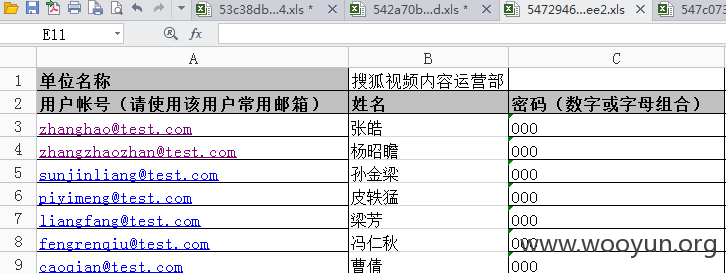 53c38db...4.xls *
542a70b...d.xls *
5472946...ee2.xls
547c073
E11
fx
A B C
1 单位名称 搜狐视频内容运营部
2 用户帐号（请使用该用户常用邮箱） 姓名 密码（数字或字母组合）
3 zhanghao@test.com 张皓 000
4 zhangzhaozhan@test.com 杨昭瞻 000
5 sunjinliang@test.com 孙金梁 000
6 piyimeng@test.com 皮轶猛 000
7 liangfang@test.com 梁芳 000
8 fengrenqiu@test.com 冯仁秋 000
9 caoqian@test.com 曹倩 000
www.wooyun.org